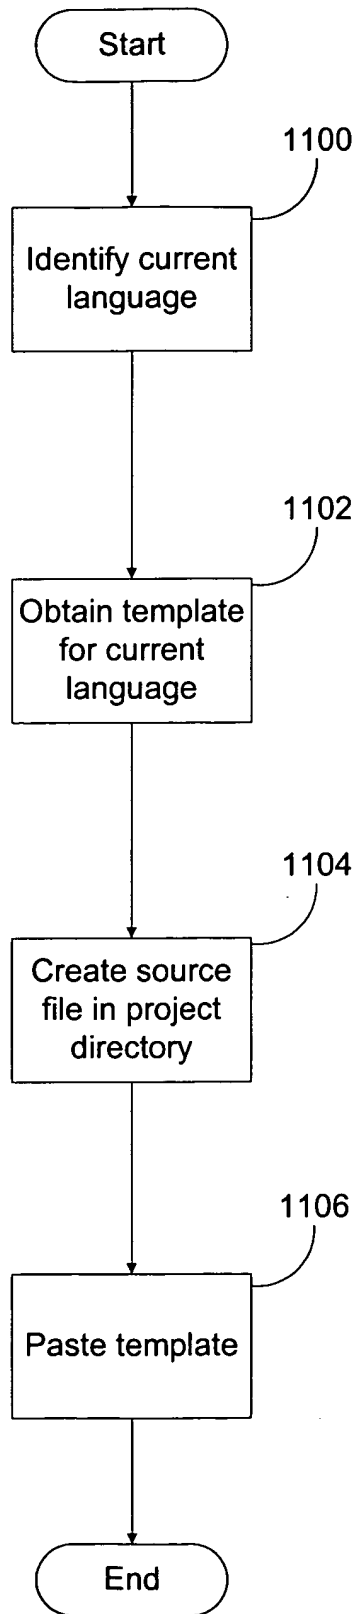 Start
1100
Identify current
language
1102
Obtain template
for current
language
1104
Create source
file in project
directory
1106
Paste template
End